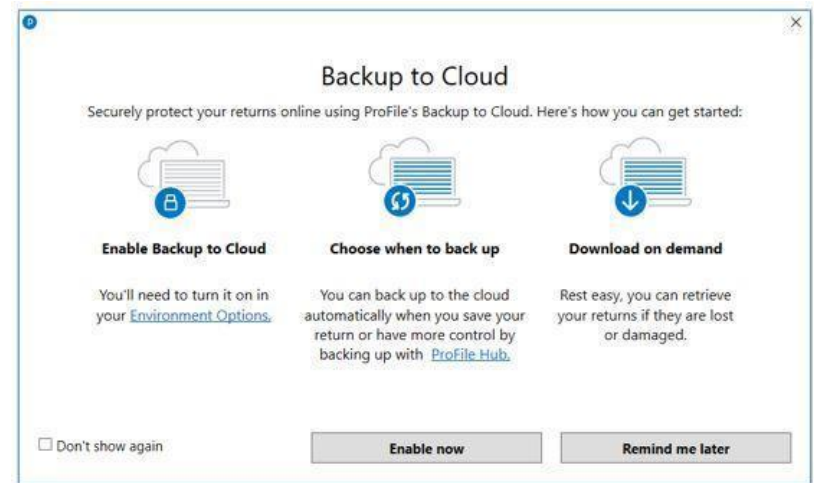 Backup to Cloud
Securely protect your returns online using ProFile's Backup to Cloud. Here's how you can get started:
Enable Backup to Cloud
You'll need to turn it on in
your Environment Options.
Choose when to back up
You can back up to the cloud
automatically when you save your
return or have more control by
backing up with ProFile Hub.
Download on demand
Rest easy, you can retrieve
your returns if they are lost
or damaged.
Don't show again
Enable now
Remind me later